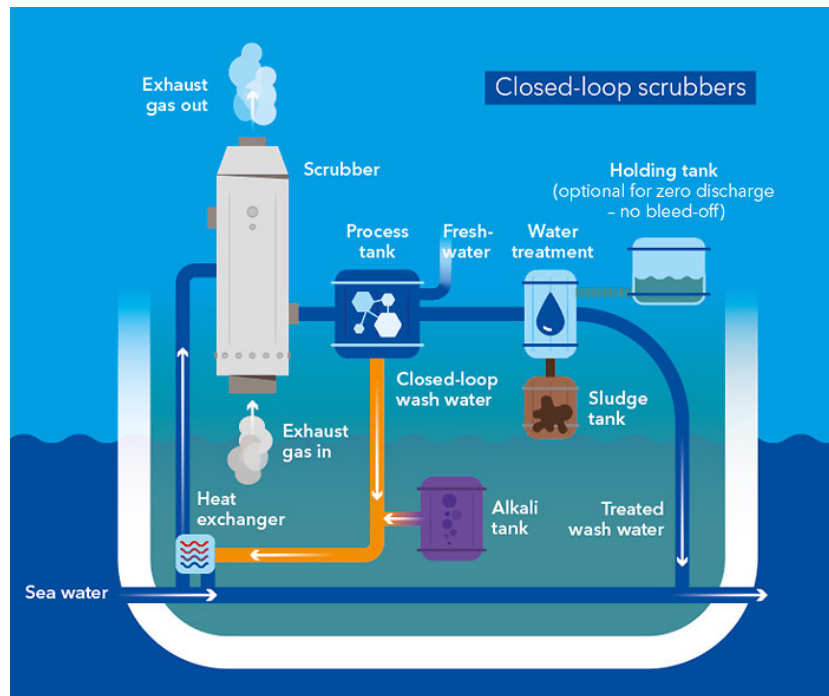 Closed-loop scrubbers
Exhaust
gas out
Scrubber
Holding tank
(optional for zero discharge
– no bleed-off)
Process
tank
Fresh-
water
Water
treatment
Closed-loop
wash water
Sludge
tank
Exhaust
gas in
Heat
exchanger
Alkali
tank
Treated
wash water
Sea water